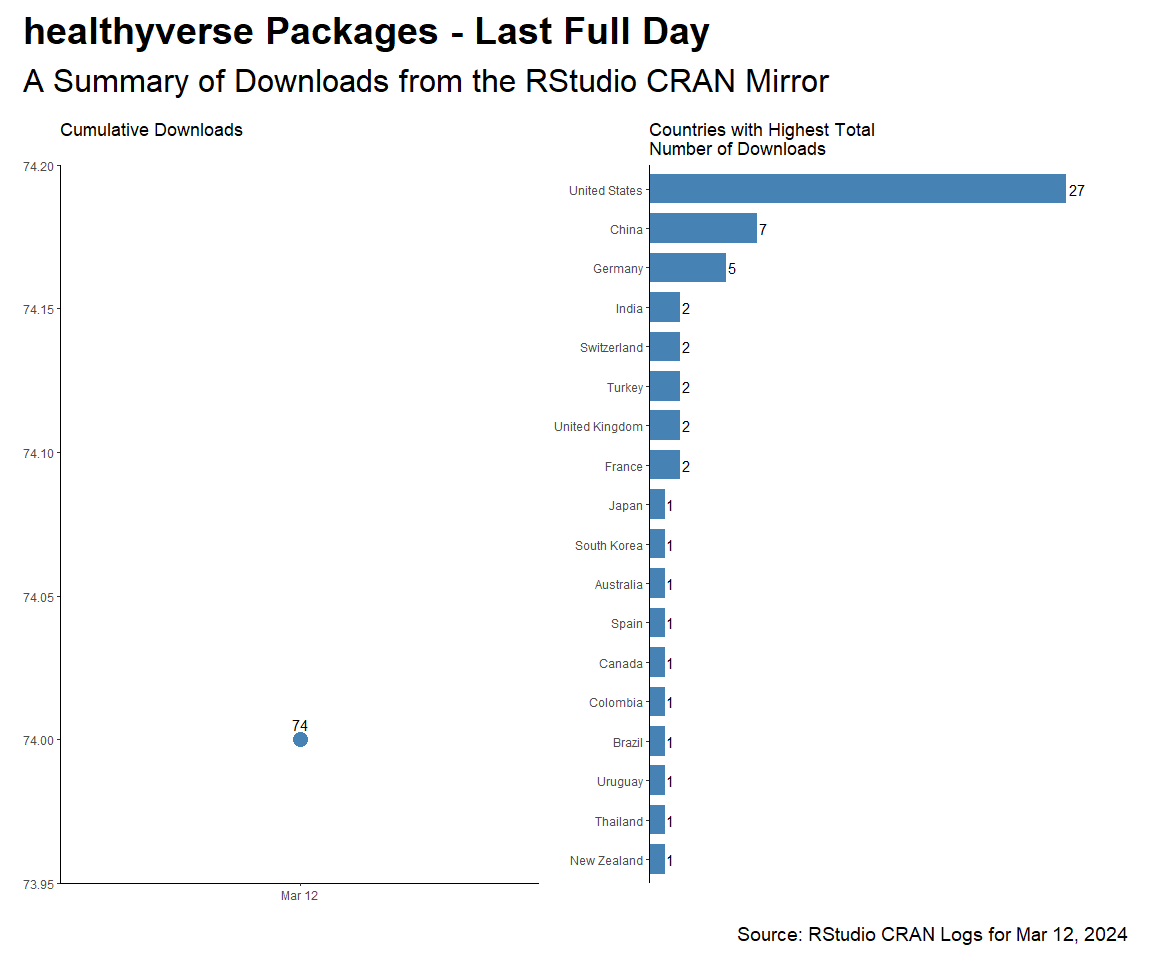 healthyverse Packages - Last Full Day
A Summary of Downloads from the RStudio CRAN Mirror
Cumulative Downloads
74.20
74.15
74.10
74.05
74.00
73.95
74
Mar 12
Countries with Highest Total
Number of Downloads
United States 27
China 7
Germany 5
India 2
Switzerland 2
Turkey 2
United Kingdom 2
France 2
Japan 1
South Korea 1
Australia 1
Spain 1
Canada 1
Colombia 1
Brazil 1
Uruguay 1
Thailand 1
New Zealand 1
Source: RStudio CRAN Logs for Mar 12, 2024